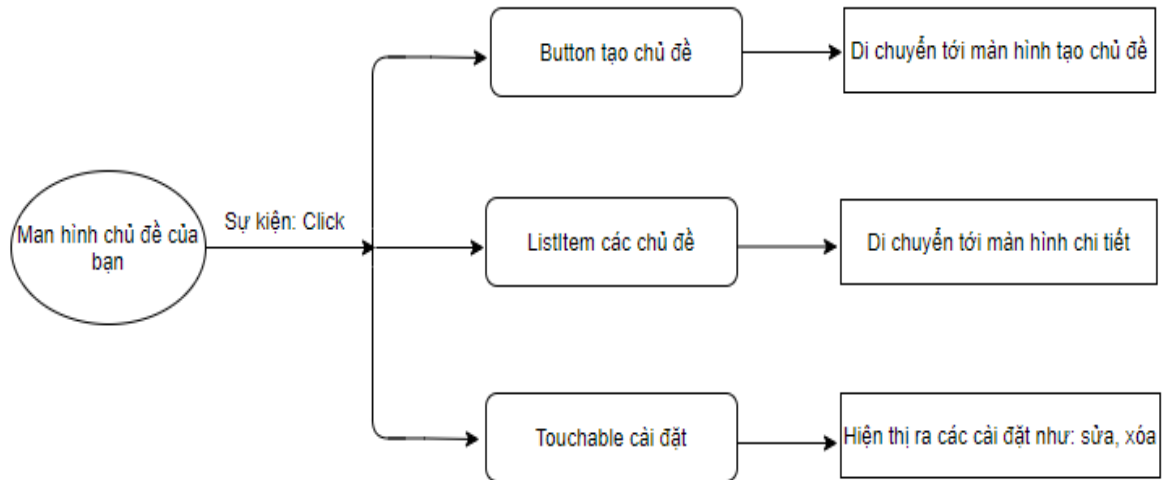 Button tạo chủ đề
Di chuyển tới màn hình tạo chủ đề
Man hình chủ đề của
bạn
Sự kiện: Click
ListItem các chủ đề
Di chuyển tới màn hình chi tiết
Touchable cài đặt
Hiện thị ra các cài đặt như: sửa, xóa